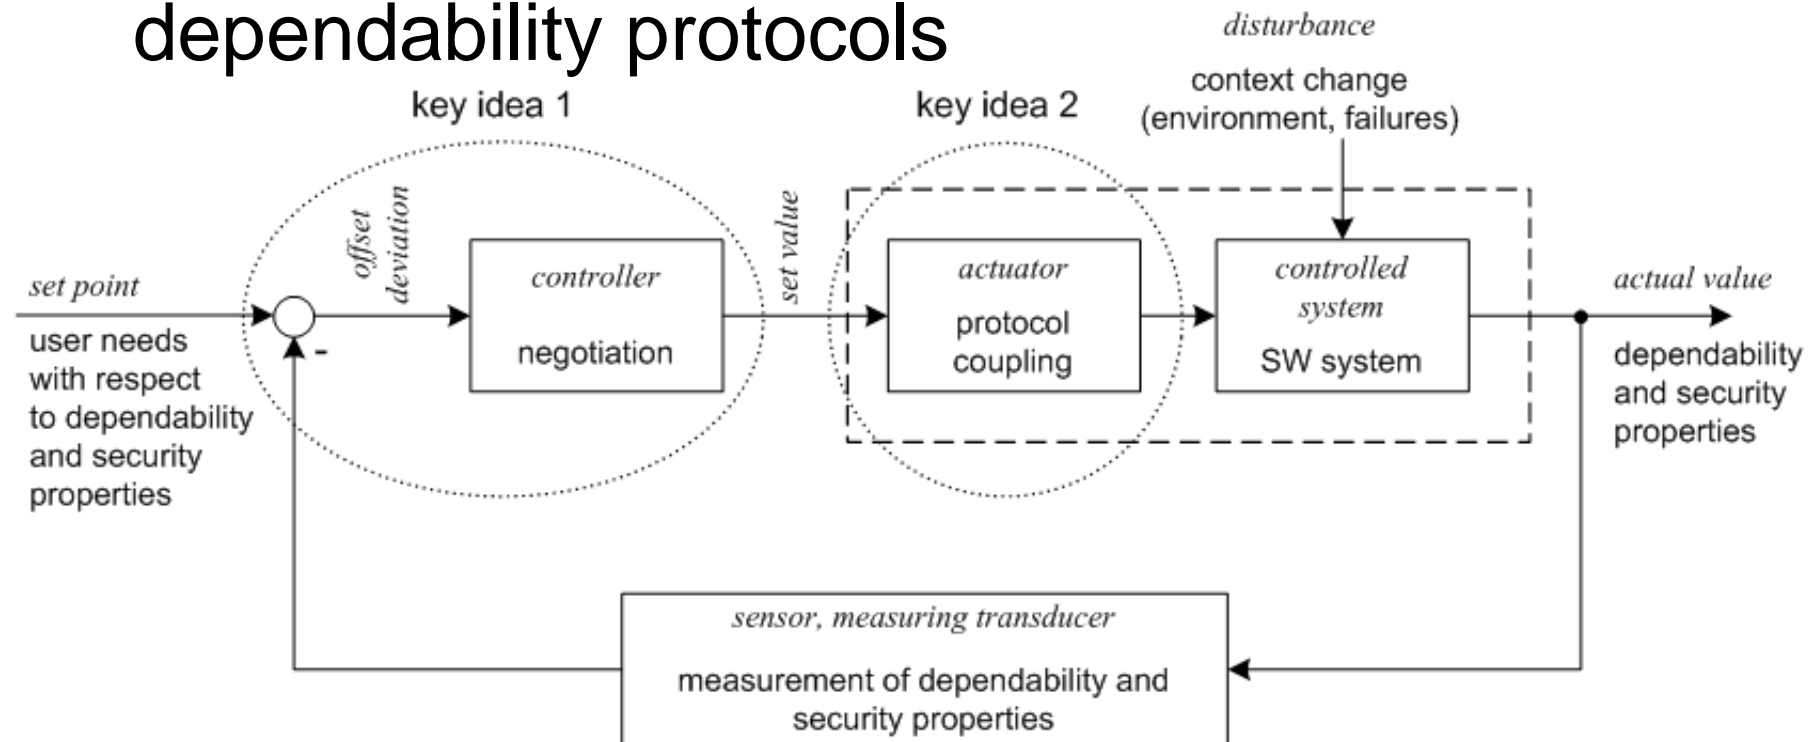 dependability protocols
key idea 1
key idea 2
disturbance
context change
(environment, failures)
set point
user needs
with respect
to dependability
and security
properties
-
offset
deviation
controller
negotiation
set value
actuator
protocol
coupling
controlled
system
SW system
actual value
dependability
and security
properties
sensor, measuring transducer
measurement of dependability and
security properties